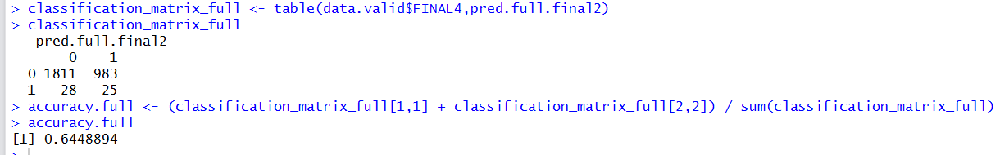 > classification_matrix_full <- table(data.valid$FINAL4,pred.full.final2)
> classification_matrix_full
   pred.full.final2
       0    1
  0 1811  983
  1   28   25
> accuracy.full <- (classification_matrix_full[1,1] + classification_matrix_full[2,2]) / sum(classification_matrix_full)
> accuracy.full
[1] 0.6448894
>